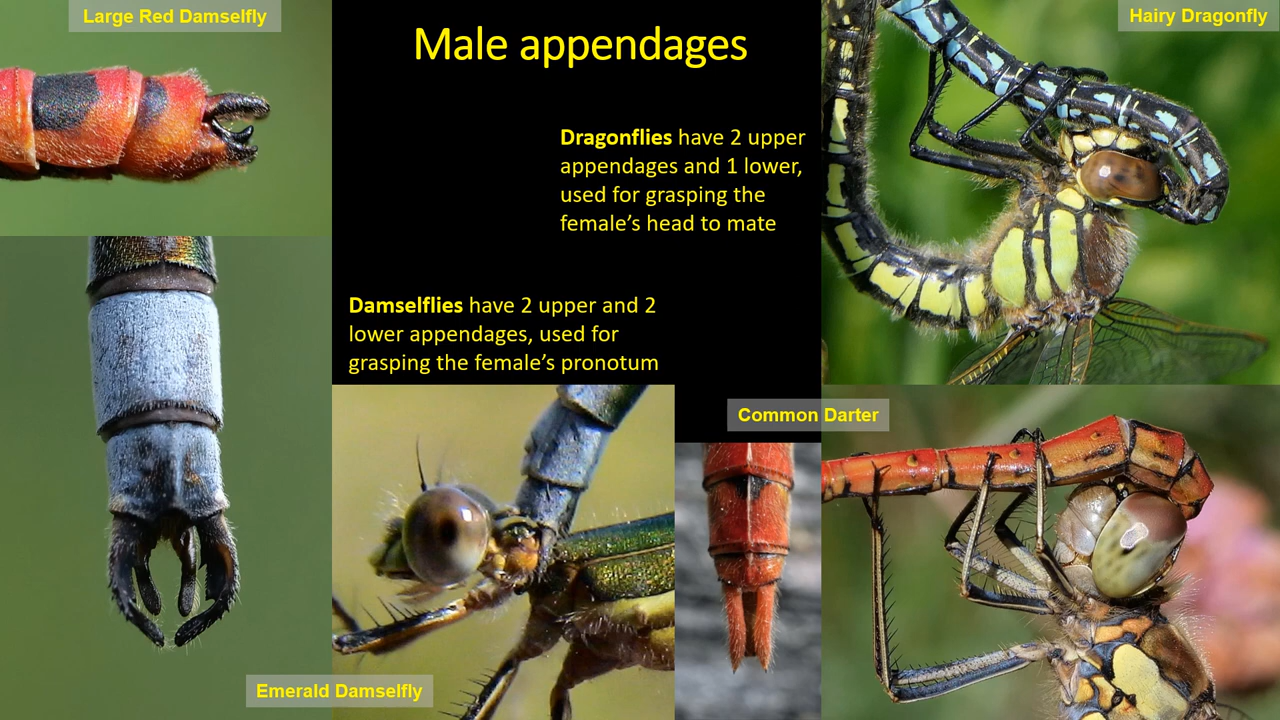 Large Red Damselfly
Male appendages
Hairy Dragonfly
Dragonflies have 2 upper
appendages and 1 lower,
used for grasping the
female’s head to mate
Damselflies have 2 upper and 2
lower appendages, used for
grasping the female’s pronotum
Common Darter
Emerald Damselfly